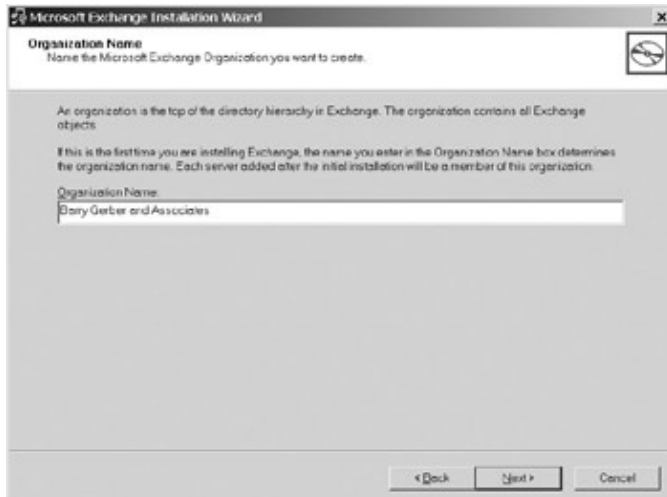 Microsoft Exchange Installation Wizard
Organization Name
Name the Microsoft Exchange Organization you want to create.
An organization is the top of the directory hierarchy in Exchange. The organization contains all Exchange
objects.
If this is the first time you are installing Exchange, the name you enter in the Organization Name box determines
the organization name. Each server added after the initial installation will be a member of this organization.
Organization Name:
Barry Gerber and Associates
< Back
Next >
Cancel